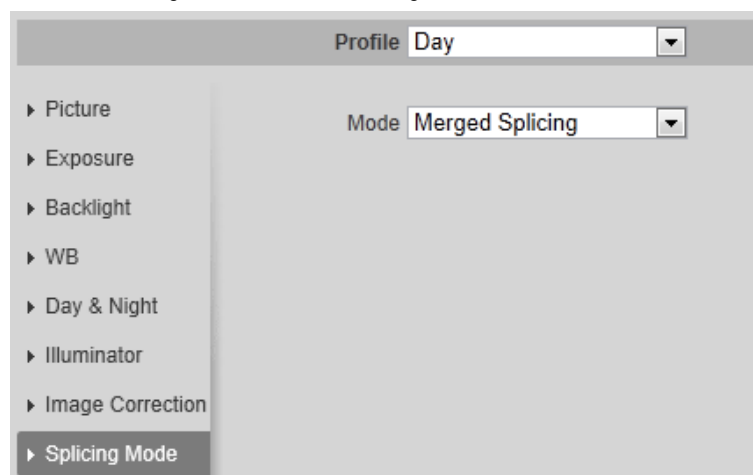 Profile Day
Picture
Mode Merged Splicing
Exposure
Backlight
WB
Day & Night
Illuminator
Image Correction
Splicing Mode